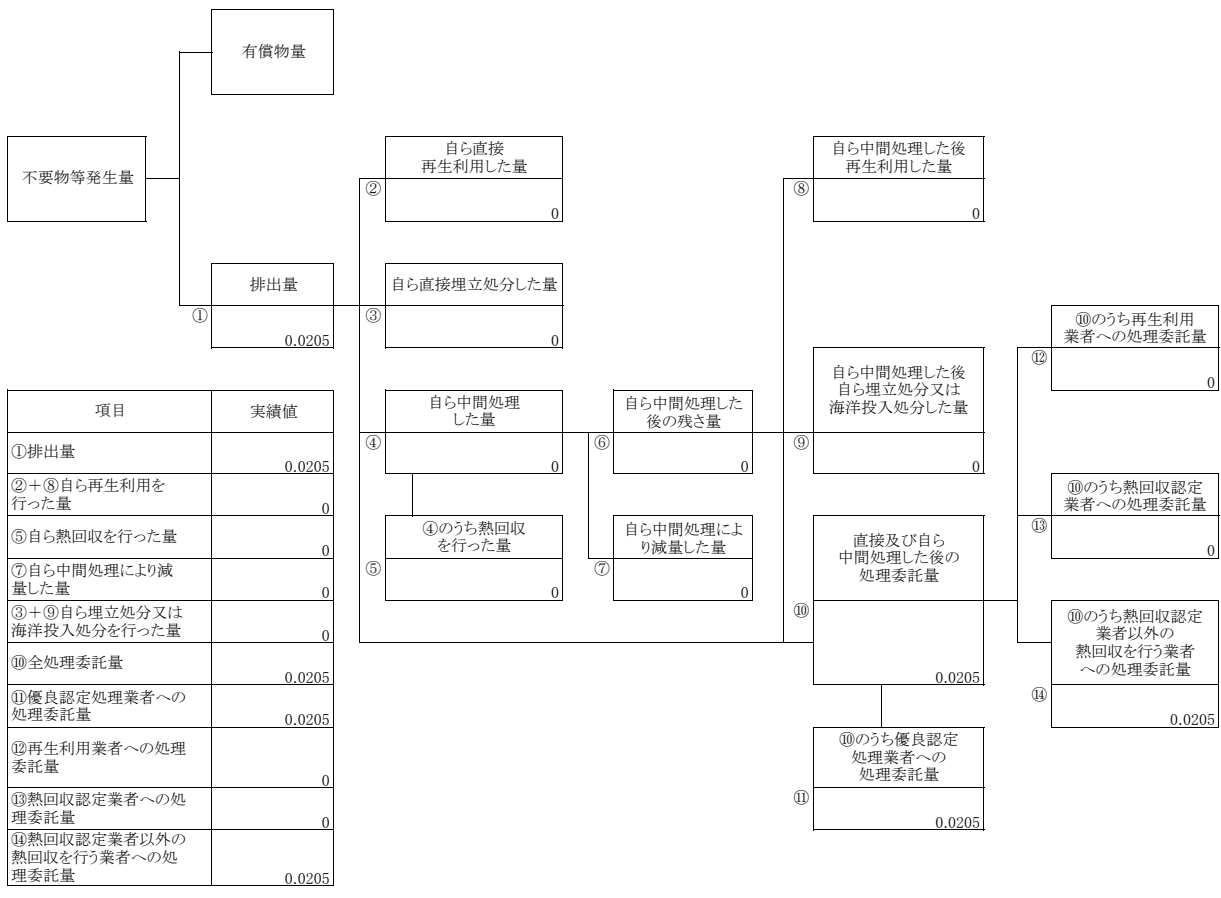 有償物量
不要物等発生量
自ら直接
再生利用した量
②
0
自ら中間処理した後
再生利用した量
⑧
0
排出量
①
0.0205
自ら直接埋立処分した量
③
0
⑩のうち再生利用
業者への処理委託量
⑫
0
自ら中間処理した後
自ら埋立処分又は
海洋投入処分した量
⑨
0
自ら中間処理
した量
④
0
自ら中間処理した
後の残さ量
⑥
0
⑩のうち熱回収認定
業者への処理委託量
⑬
0
④のうち熱回収
を行った量
⑤
0
自ら中間処理によ
り減量した量
⑦
0
直接及び自ら
中間処理した後の
処理委託量
⑩
0.0205
⑩のうち熱回収認定
業者以外の
熱回収を行う業者
への処理委託量
⑭
0.0205
⑩のうち優良認定
処理業者への
処理委託量
⑪
0.0205
項目 実績値
①排出量
0.0205
②＋⑧自ら再生利用を
行った量
0
⑤自ら熱回収を行った量
0
⑦自ら中間処理により減
量した量
0
③＋⑨自ら埋立処分又は
海洋投入処分を行った量
0
⑩全処理委託量
0.0205
⑪優良認定処理業者への
処理委託量
0.0205
⑫再生利用業者への処理
委託量
0
⑬熱回収認定業者への処
理委託量
0
⑭熱回収認定業者以外の
熱回収を行う業者への処
理委託量
0.0205